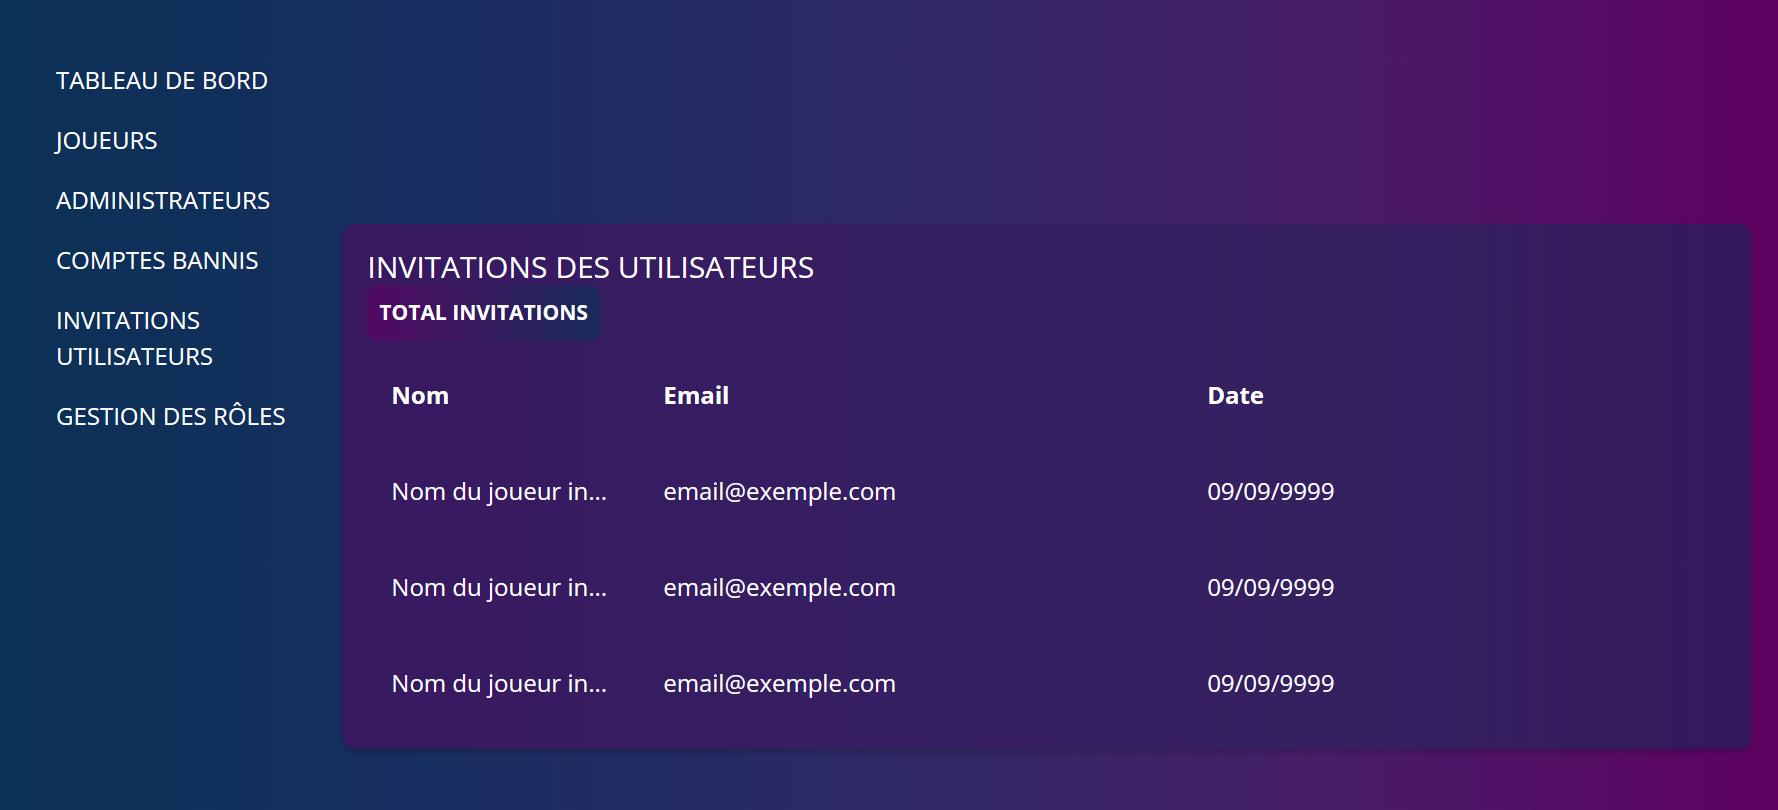 TABLEAU DE BORD
JOUEURS
ADMINISTRATEURS
COMPTES BANNIS
INVITATIONS
UTILISATEURS
GESTION DES RÔLES
INVITATIONS DES UTILISATEURS
TOTAL INVITATIONS
Nom Email Date
Nom du joueur in... email@exemple.com 09/09/9999
Nom du joueur in... email@exemple.com 09/09/9999
Nom du joueur in... email@exemple.com 09/09/9999